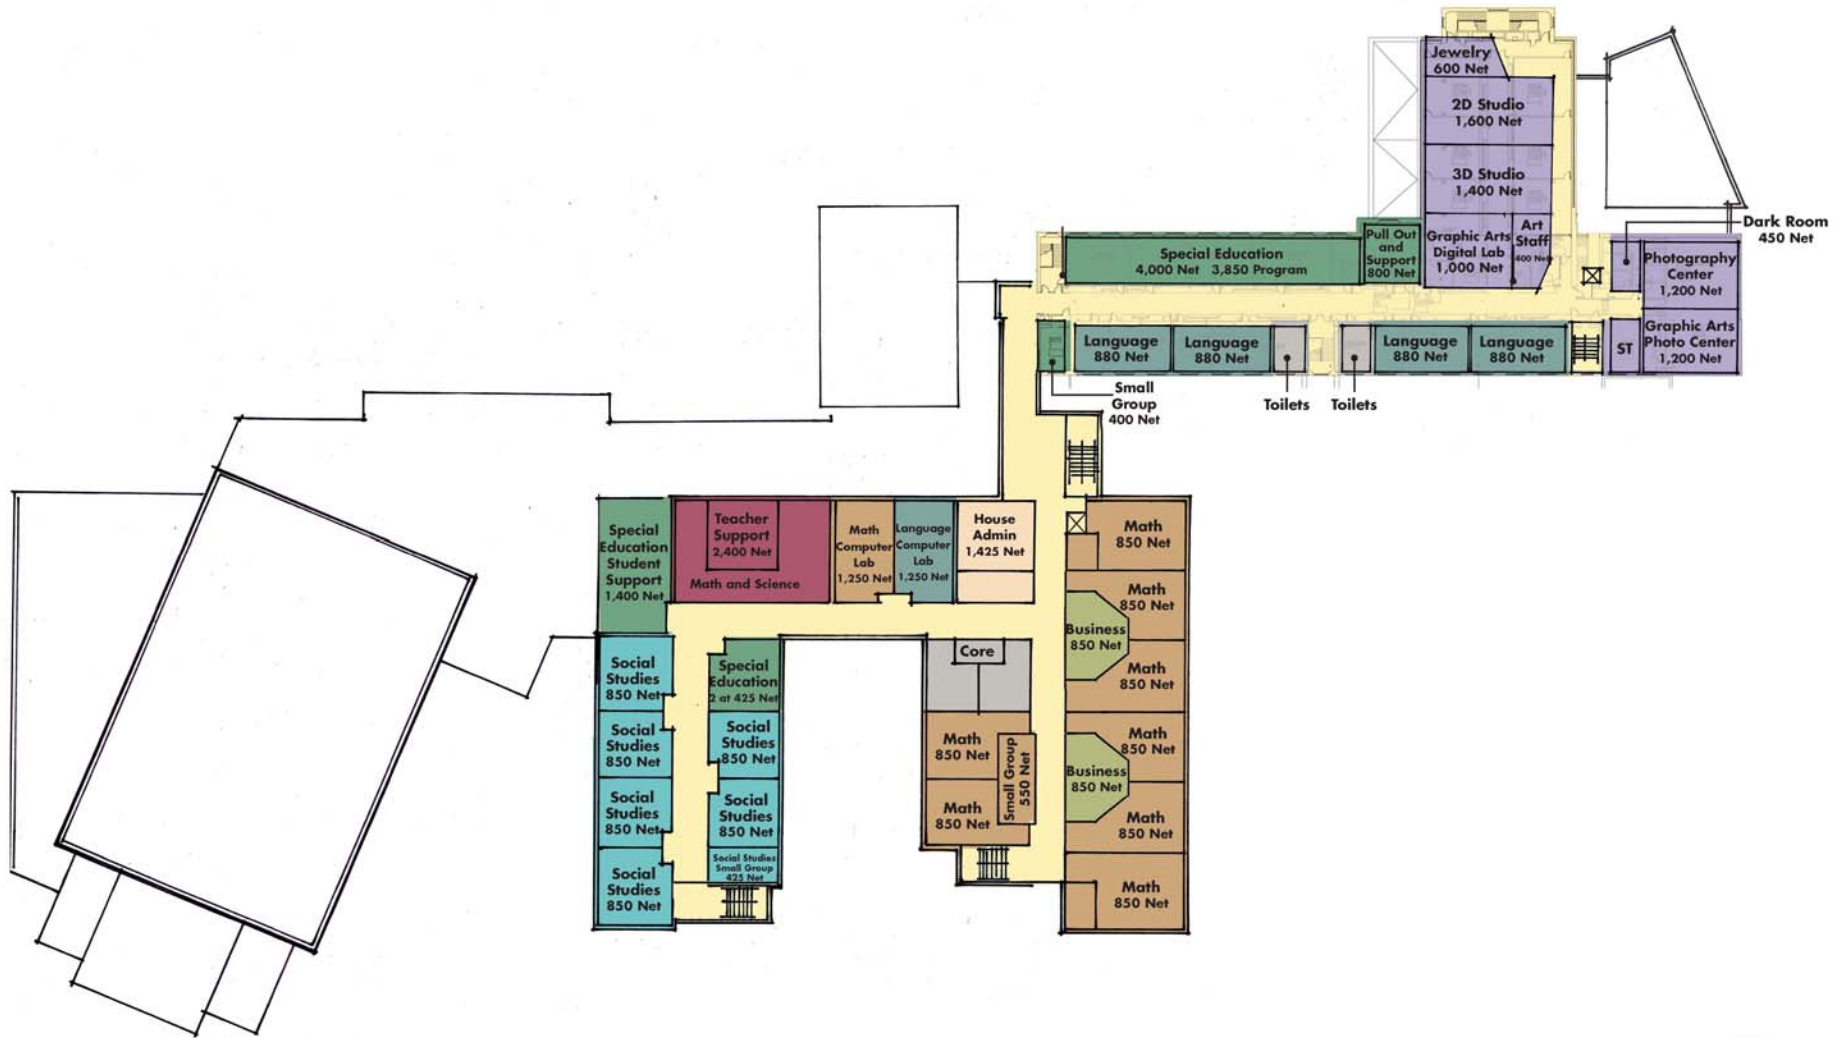 Jewelry
600 Net
2D Studio
1,600 Net
3D Studio
1,400 Net
Graphic Arts
Digital Lab
1,000 Net
Art
Staff
400 Net
Dark Room
450 Net
Photography
Center
1,200 Net
Graphic Arts
Photo Center
1,200 Net
ST
Special Education
4,000 Net 3,850 Program
Pull Out
and
Support
800 Net
Language
880 Net
Language
880 Net
Language
880 Net
Language
880 Net
Small
Group
400 Net
Toilets
Toilets
Special
Education
Student
Support
1,400 Net
Teacher
Support
2,400 Net
Math and Science
Math
Computer
Lab
1,250 Net
Language
Computer
Lab
1,250 Net
House
Admin
1,425 Net
Math
850 Net
Math
850 Net
Business
850 Net
Math
850 Net
Math
850 Net
Business
850 Net
Math
850 Net
Math
850 Net
Core
Math
850 Net
Small Group
550 Net
Math
850 Net
Social
Studies
850 Net
Special
Education
2 at 425 Net
Social
Studies
850 Net
Social
Studies
850 Net
Social
Studies
850 Net
Social
Studies
850 Net
Social Studies
Small Group
425 Net
Social
Studies
850 Net